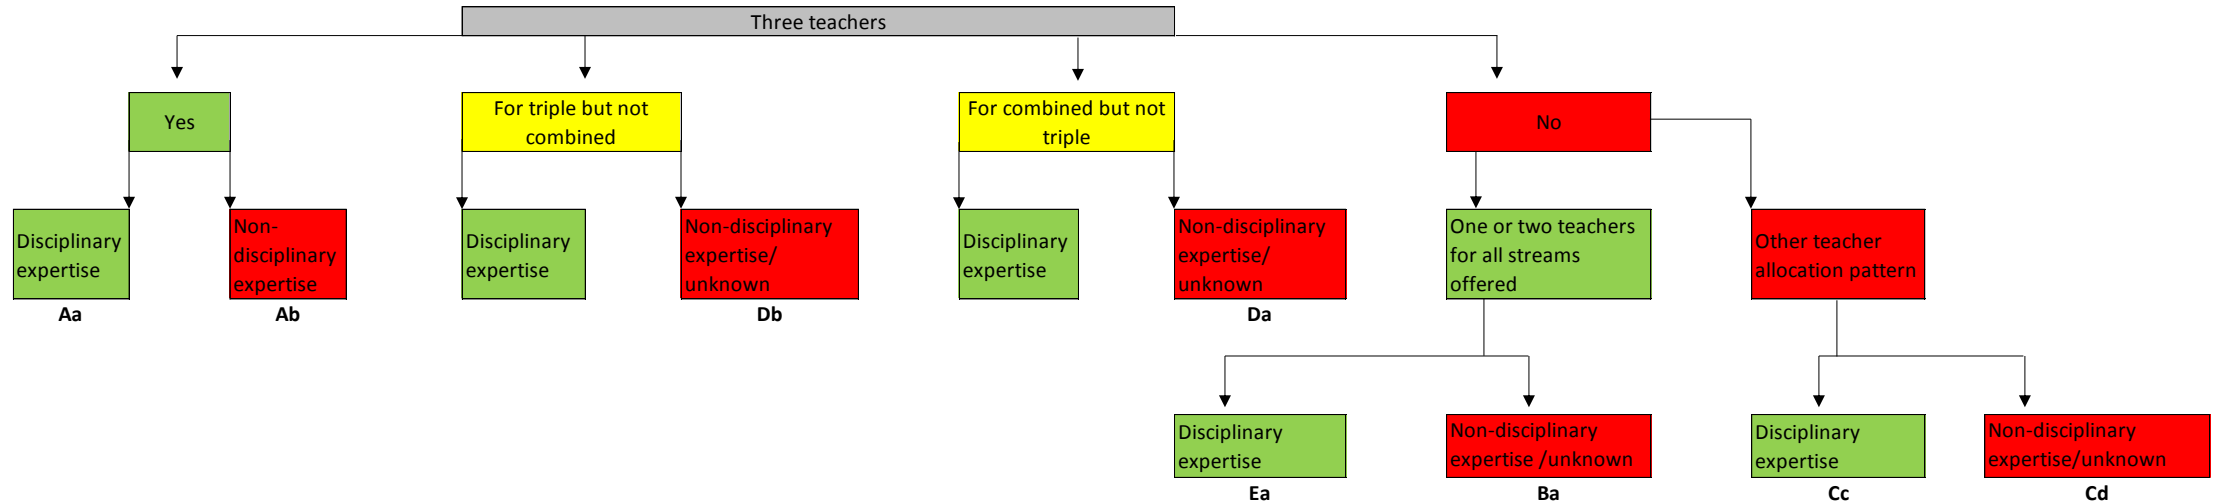 Three teachers
Yes
For triple but not
combined
For combined but not
triple
No
Disciplinary
expertise
Non-
disciplinary
expertise
Disciplinary
expertise
Non-disciplinary
expertise/
unknown
Disciplinary
expertise
Non-disciplinary
expertise/
unknown
One or two teachers
for all streams
offered
Other teacher
allocation pattern
Aa
Ab
Db
Da
Disciplinary
expertise
Non-disciplinary
expertise /unknown
Disciplinary
expertise
Non-disciplinary
expertise/unknown
Ea
Ba
Cc
Cd